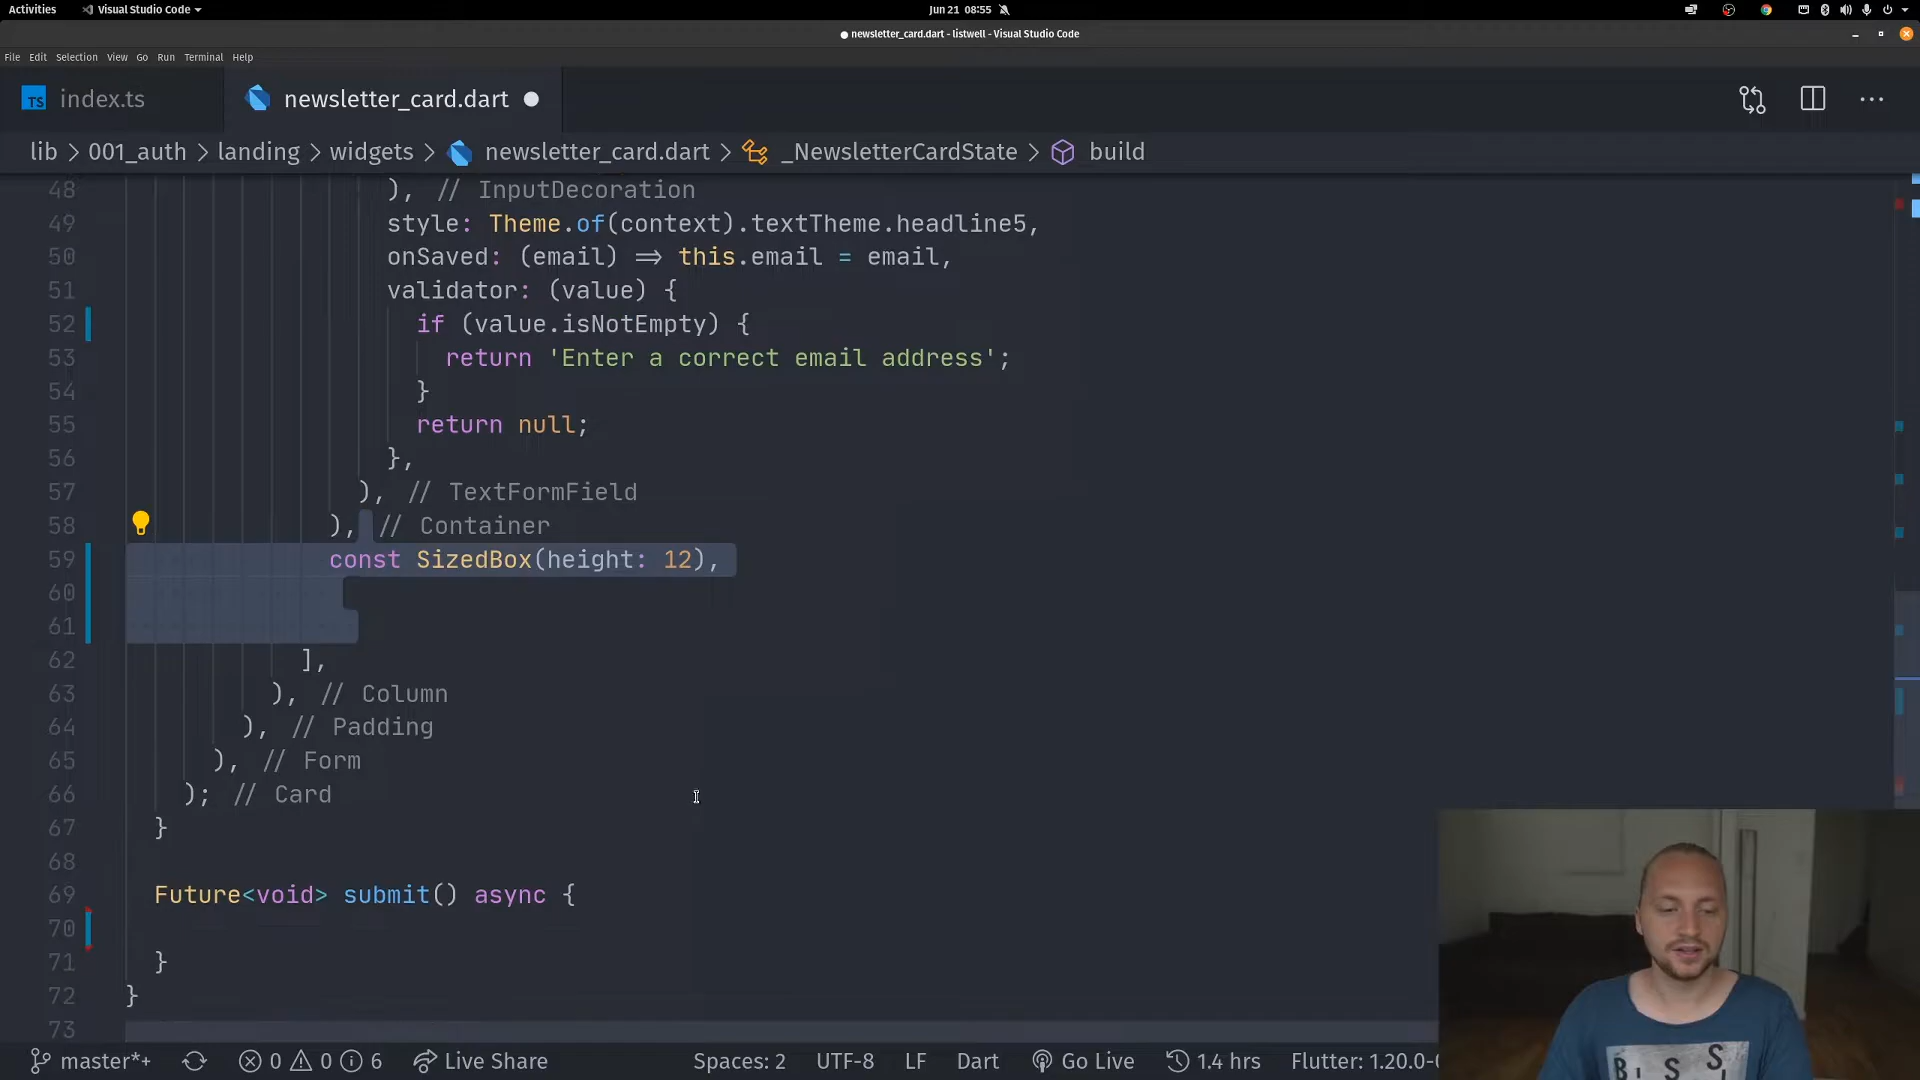 Activities Visual Studio Code Jun 21 08:55
newsletter_card.dart - listwell - Visual Studio Code
File Edit Selection View Go Run Terminal Help
TS index.ts newsletter_card.dart
lib > 001_auth > landing > widgets > newsletter_card.dart > _NewsletterCardState > build
48 ), // InputDecoration
49 style: Theme.of(context).textTheme.headline5,
50 onSaved: (email) => this.email = email,
51 validator: (value) {
52 if (value.isNotEmpty) {
53 return 'Enter a correct email address';
54 }
55 return null;
56 },
57 ), // TextFormField
58 ), // Container
59 const SizedBox(height: 12),
60
61
62 ],
63 ), // Column
64 ), // Padding
65 ), // Form
66 ); // Card
67 }
68
69 Future<void> submit() async {
70
71 }
72 }
73
master*+ 0 0 6 Live Share Spaces: 2 UTF-8 LF Dart Go Live 1.4 hrs Flutter: 1.20.0-